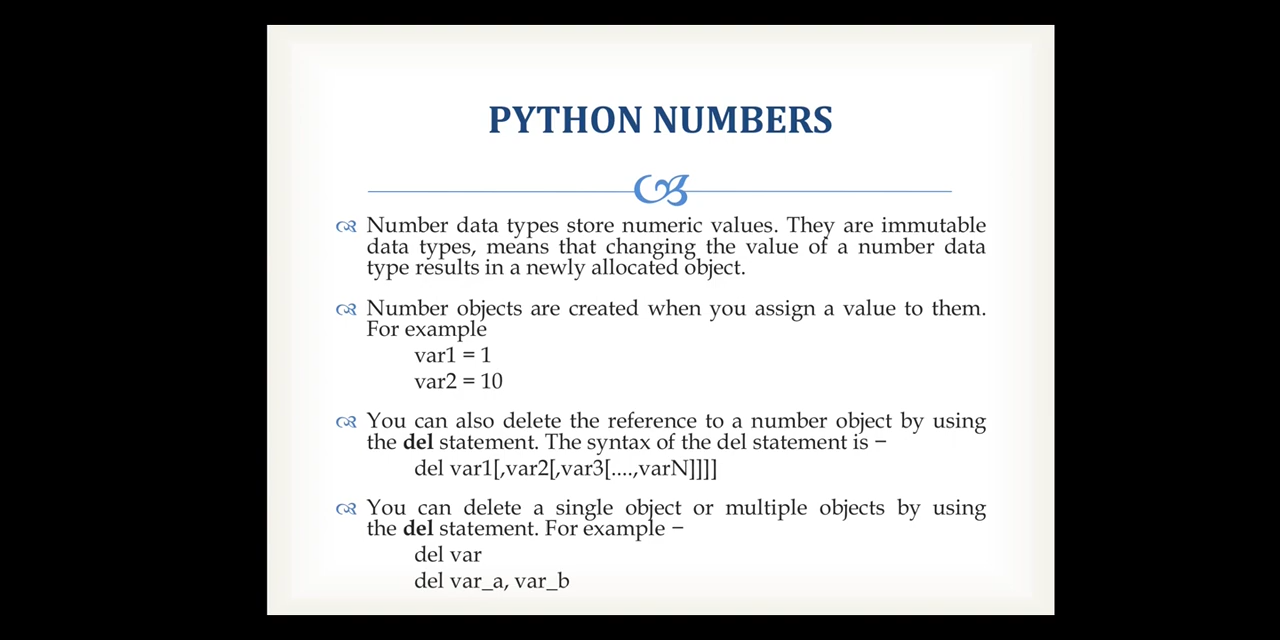 PYTHON NUMBERS
Number data types store numeric values. They are immutable
data types, means that changing the value of a number data
type results in a newly allocated object.
Number objects are created when you assign a value to them.
For example
var1 = 1
var2 = 10
You can also delete the reference to a number object by using
the del statement. The syntax of the del statement is −
del var1[,var2[,var3[....,varN]]]]
You can delete a single object or multiple objects by using
the del statement. For example −
del var
del var_a, var_b